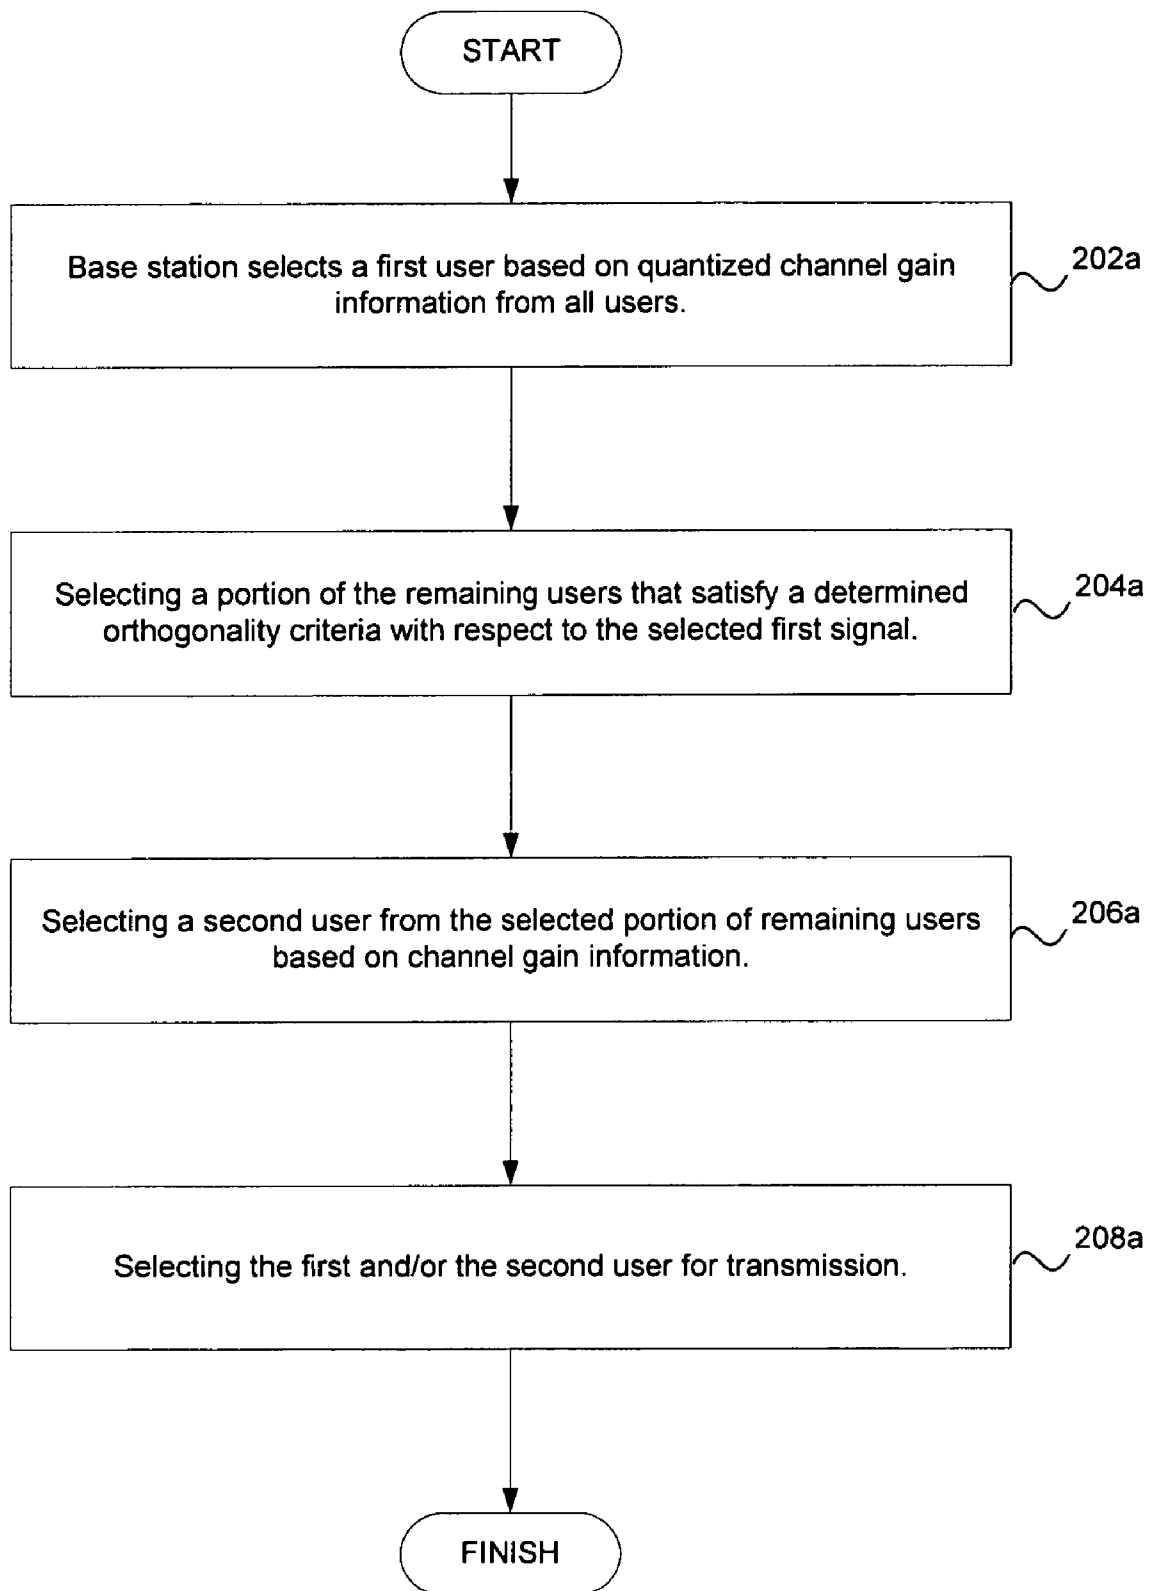 START
Base station selects a first user based on quantized channel gain
information from all users.
202a
Selecting a portion of the remaining users that satisfy a determined
orthogonality criteria with respect to the selected first signal.
204a
Selecting a second user from the selected portion of remaining users
based on channel gain information.
206a
Selecting the first and/or the second user for transmission.
208a
FINISH